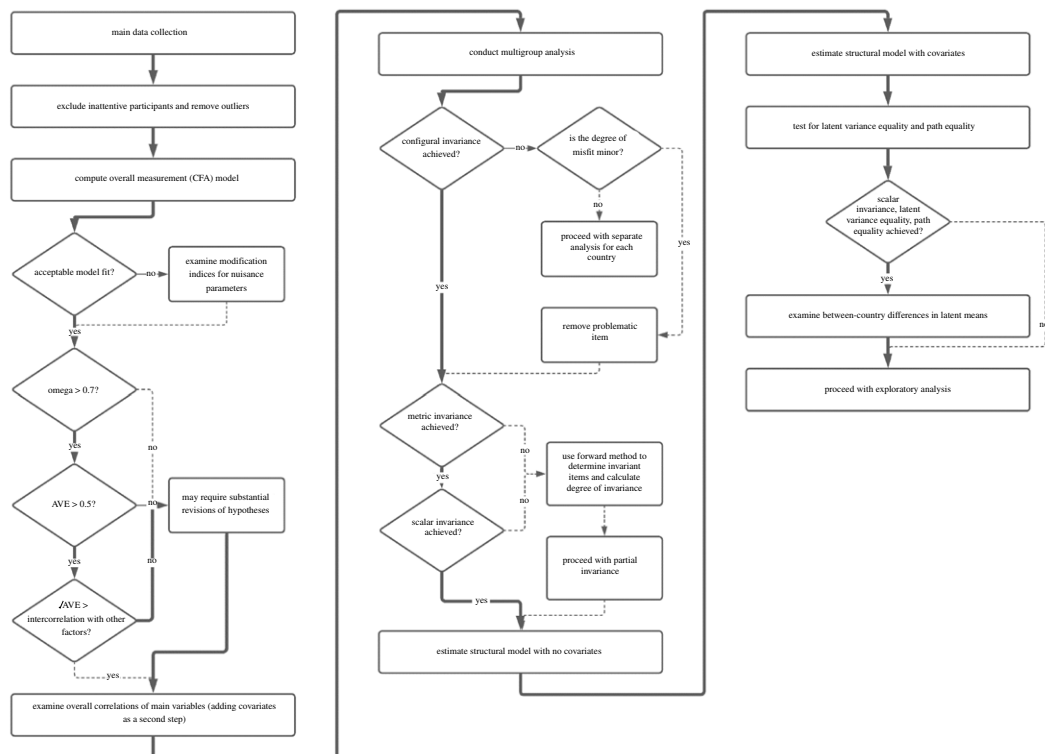 main data collection
exclude inattentive participants and remove outliers
compute overall measurement (CFA) model
acceptable model fit?
no
examine modification
indices for nuisance
parameters
yes
omega > 0.7?
no
yes
AVE > 0.5?
no
may require substantial
revisions of hypotheses
yes
no
√AVE >
intercorrelation with other
factors?
yes
examine overall correlations of main variables (adding covariates
as a second step)
conduct multigroup analysis
configural invariance
achieved?
no
is the degree of
misfit minor?
no
yes
proceed with separate
analysis for each
country
yes
remove problematic
item
metric invariance
achieved?
no
yes
use forward method to
determine invariant
items and calculate
degree of invariance
no
scalar invariance
achieved?
proceed with partial
invariance
yes
estimate structural model with no covariates
estimate structural model with covariates
test for latent variance equality and path equality
scalar
invariance, latent
variance equality, path
equality achieved?
yes
no
examine between-country differences in latent means
proceed with exploratory analysis